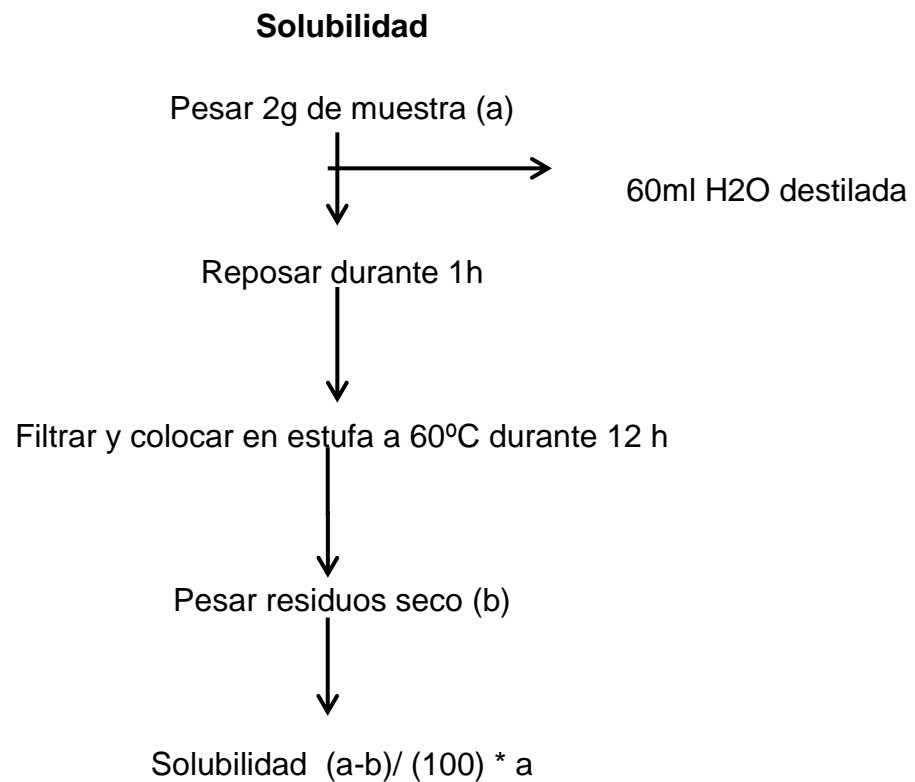 Solubilidad
Pesar 2g de muestra (a)
60ml H2O destilada
Reposar durante 1h
Filtrar y colocar en estufa a 60ºC durante 12 h
Pesar residuos seco (b)
Solubilidad (a-b)/ (100) * a